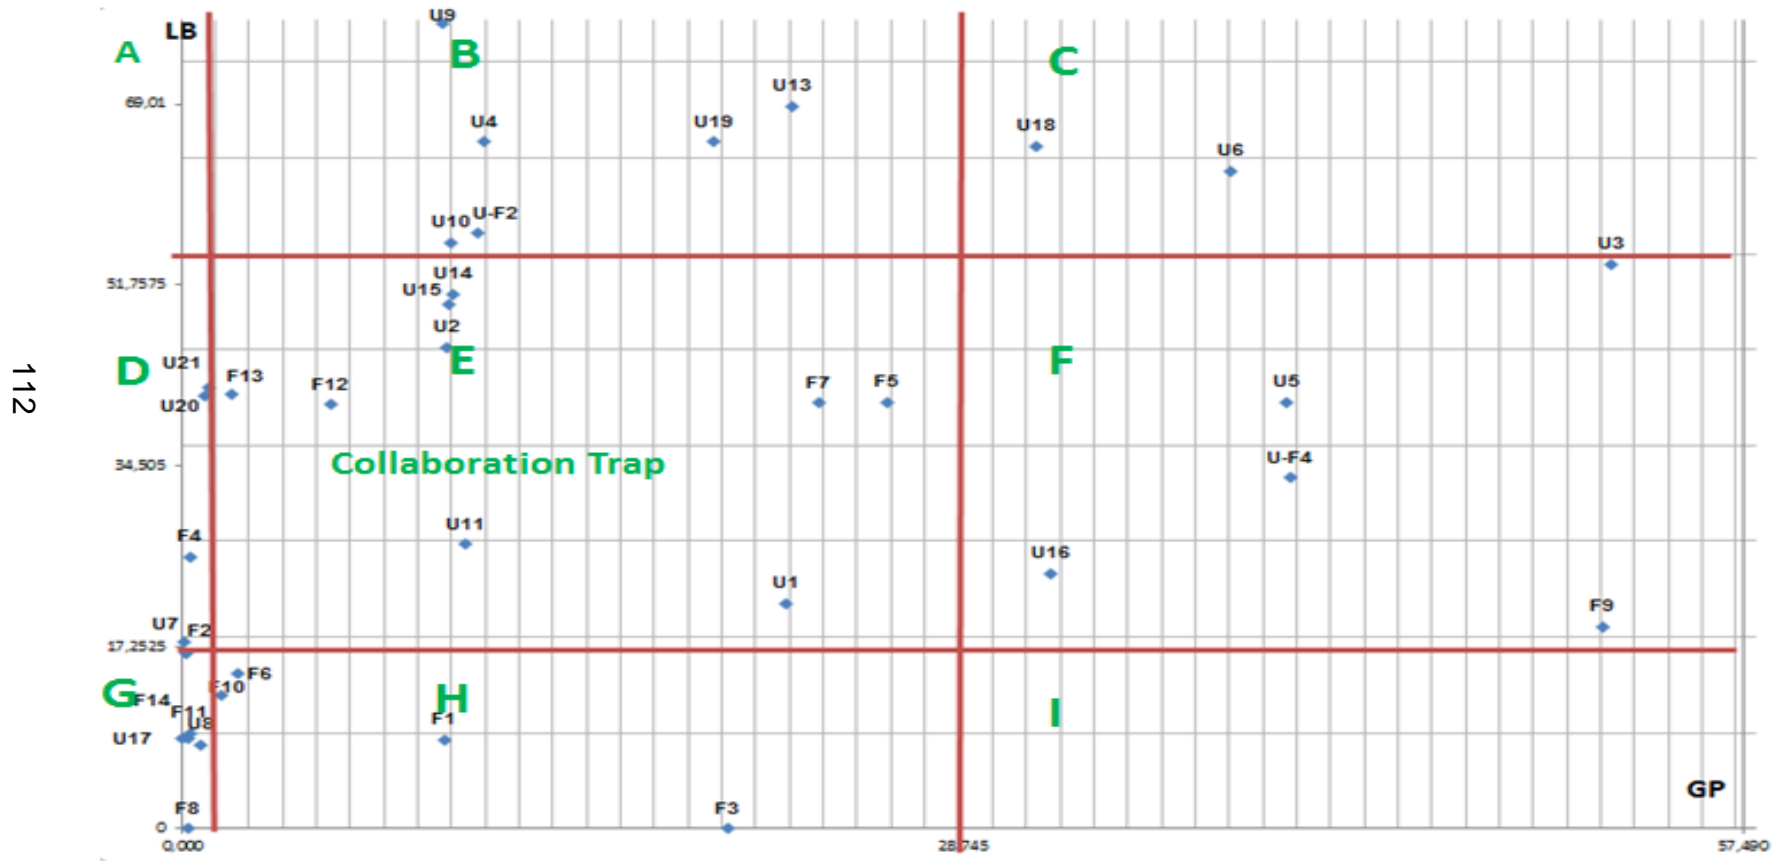 U9
LB
A
B
C
U13
69,01
U4
U19
U18
U6
U10
U-F2
U3
U14
51,7575
U15
U2
E
F
D
U21
F13
F12
F7
F5
U5
112
U20
Collaboration Trap
34,505
U-F4
U11
F4
U16
U1
F9
U7
F2
17,2525
F6
F10
G
H
F14
F11
I
F1
U8
U17
GP
F8
F3
0
0,000
28,745
57,490